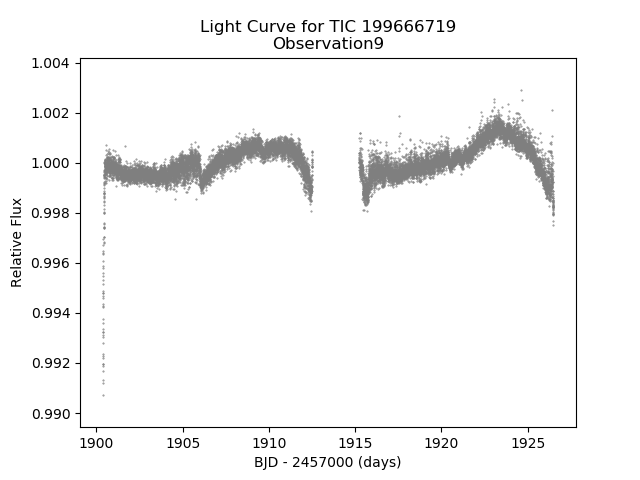 Light Curve for TIC 199666719
Observation9
1.004
1.002
1.000
0.998
0.996
0.994
0.992
0.990
Relative Flux
1900 1905 1910 1915 1920 1925
BJD - 2457000 (days)